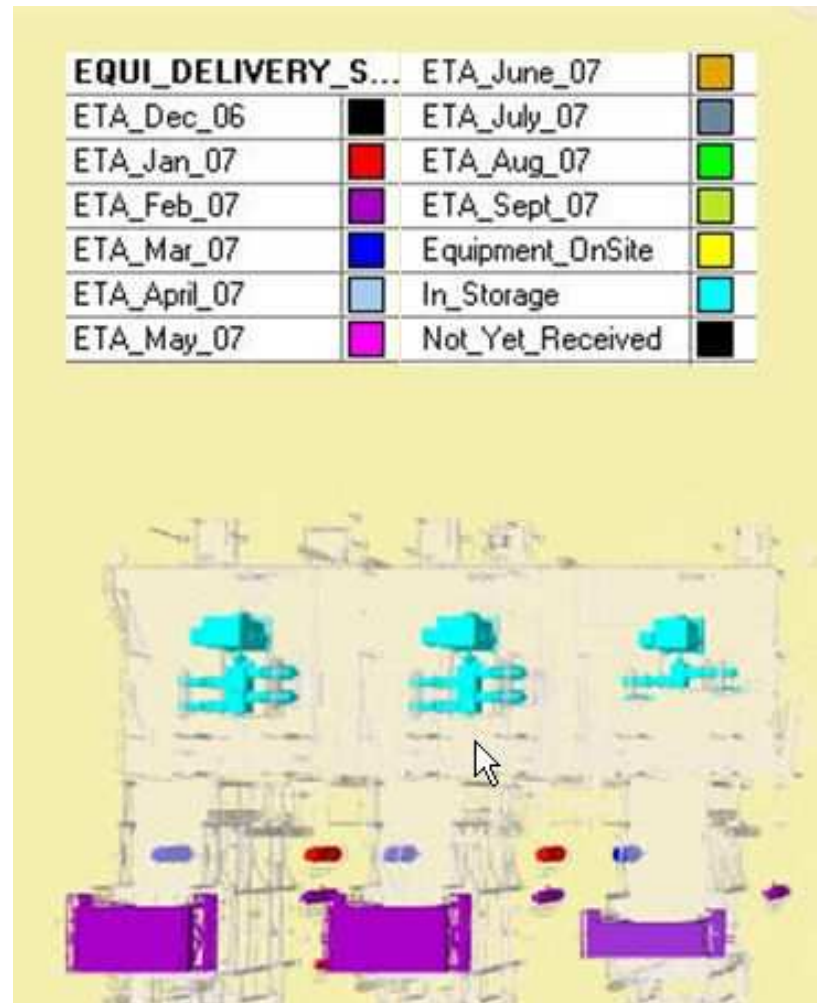 EQUI_DELIVERY_S... ETA_June_07
ETA_Dec_06 ETA_July_07
ETA_Jan_07 ETA_Aug_07
ETA_Feb_07 ETA_Sept_07
ETA_Mar_07 Equipment_OnSite
ETA_April_07 In_Storage
ETA_May_07 Not_Yet_Received